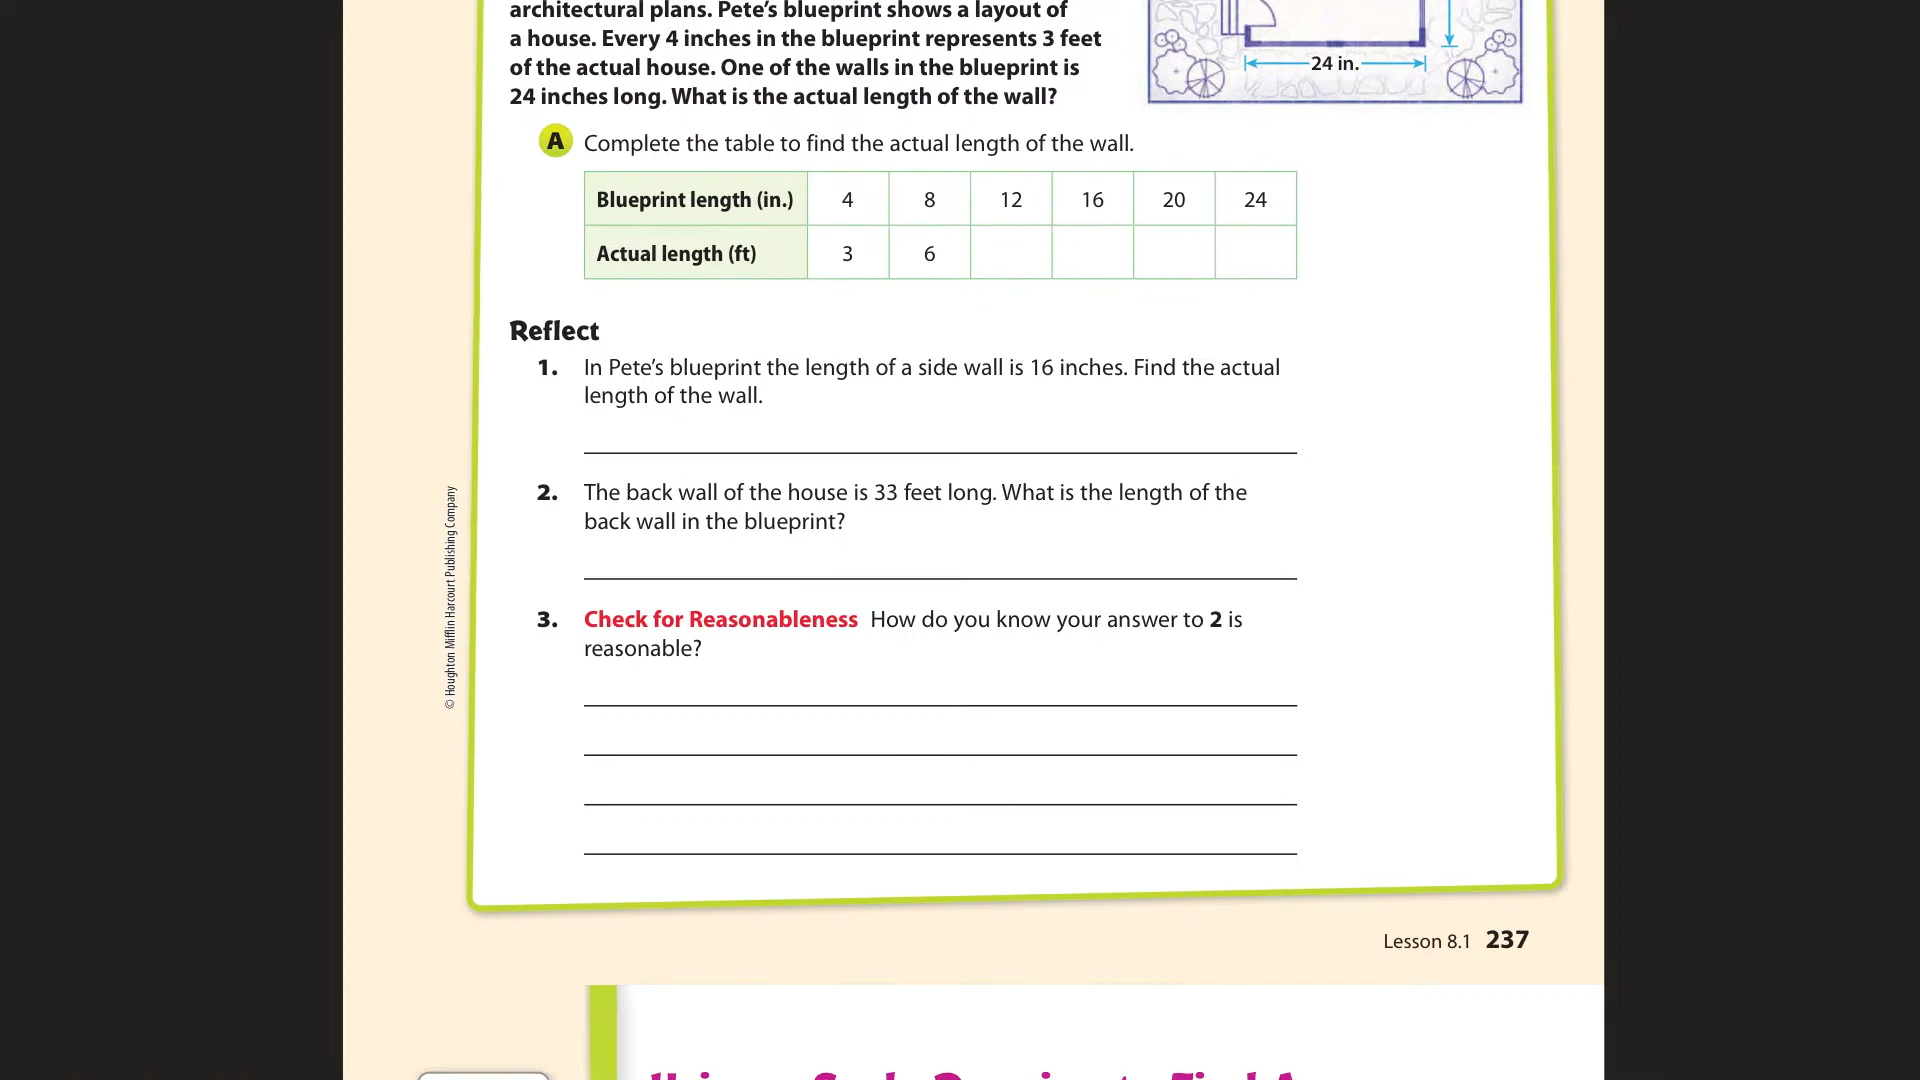 architectural plans. Pete's blueprint shows a layout of
a house. Every 4 inches in the blueprint represents 3 feet
of the actual house. One of the walls in the blueprint is
24 inches long. What is the actual length of the wall?
24 in.
A Complete the table to find the actual length of the wall.
Blueprint length (in.) 4 8 12 16 20 24
Actual length (ft) 3 6
Reflect
1. In Pete's blueprint the length of a side wall is 16 inches. Find the actual
length of the wall.
2. The back wall of the house is 33 feet long. What is the length of the
back wall in the blueprint?
3. Check for Reasonableness How do you know your answer to 2 is
reasonable?
© Houghton Mifflin Harcourt Publishing Company
Lesson 8.1 237